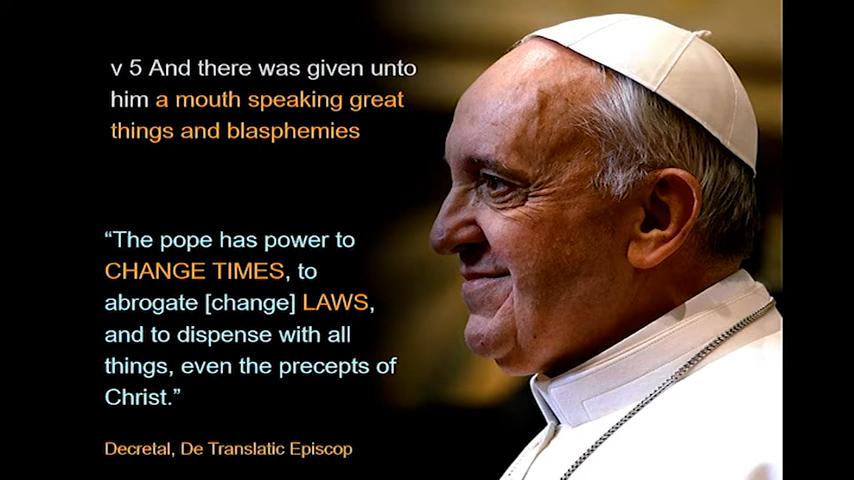 v 5 And there was given unto
him a mouth speaking great
things and blasphemies
“The pope has power to
CHANGE TIMES, to
abrogate [change] LAWS,
and to dispense with all
things, even the precepts of
Christ.”
Decretal, De Translatic Episcop